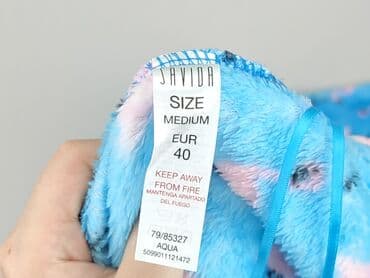 JAVIDA
SIZE
MEDIUM
EUR
40
KEEP AWAY
FROM FIRE
MANTENGA APARTADO
DEL FUEGO
79/85327
AQUA
5099011121472